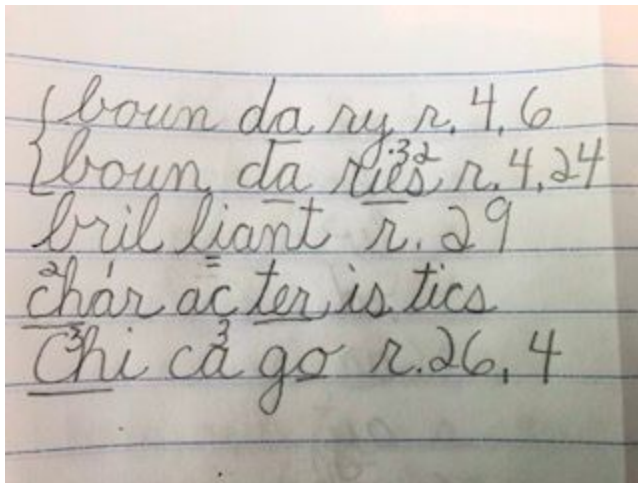 boun da ry r. 4, 6
boun da ries r. 4, 24
bril liant r. 29
char ac ter is tics
Chi ca go r. 26, 4